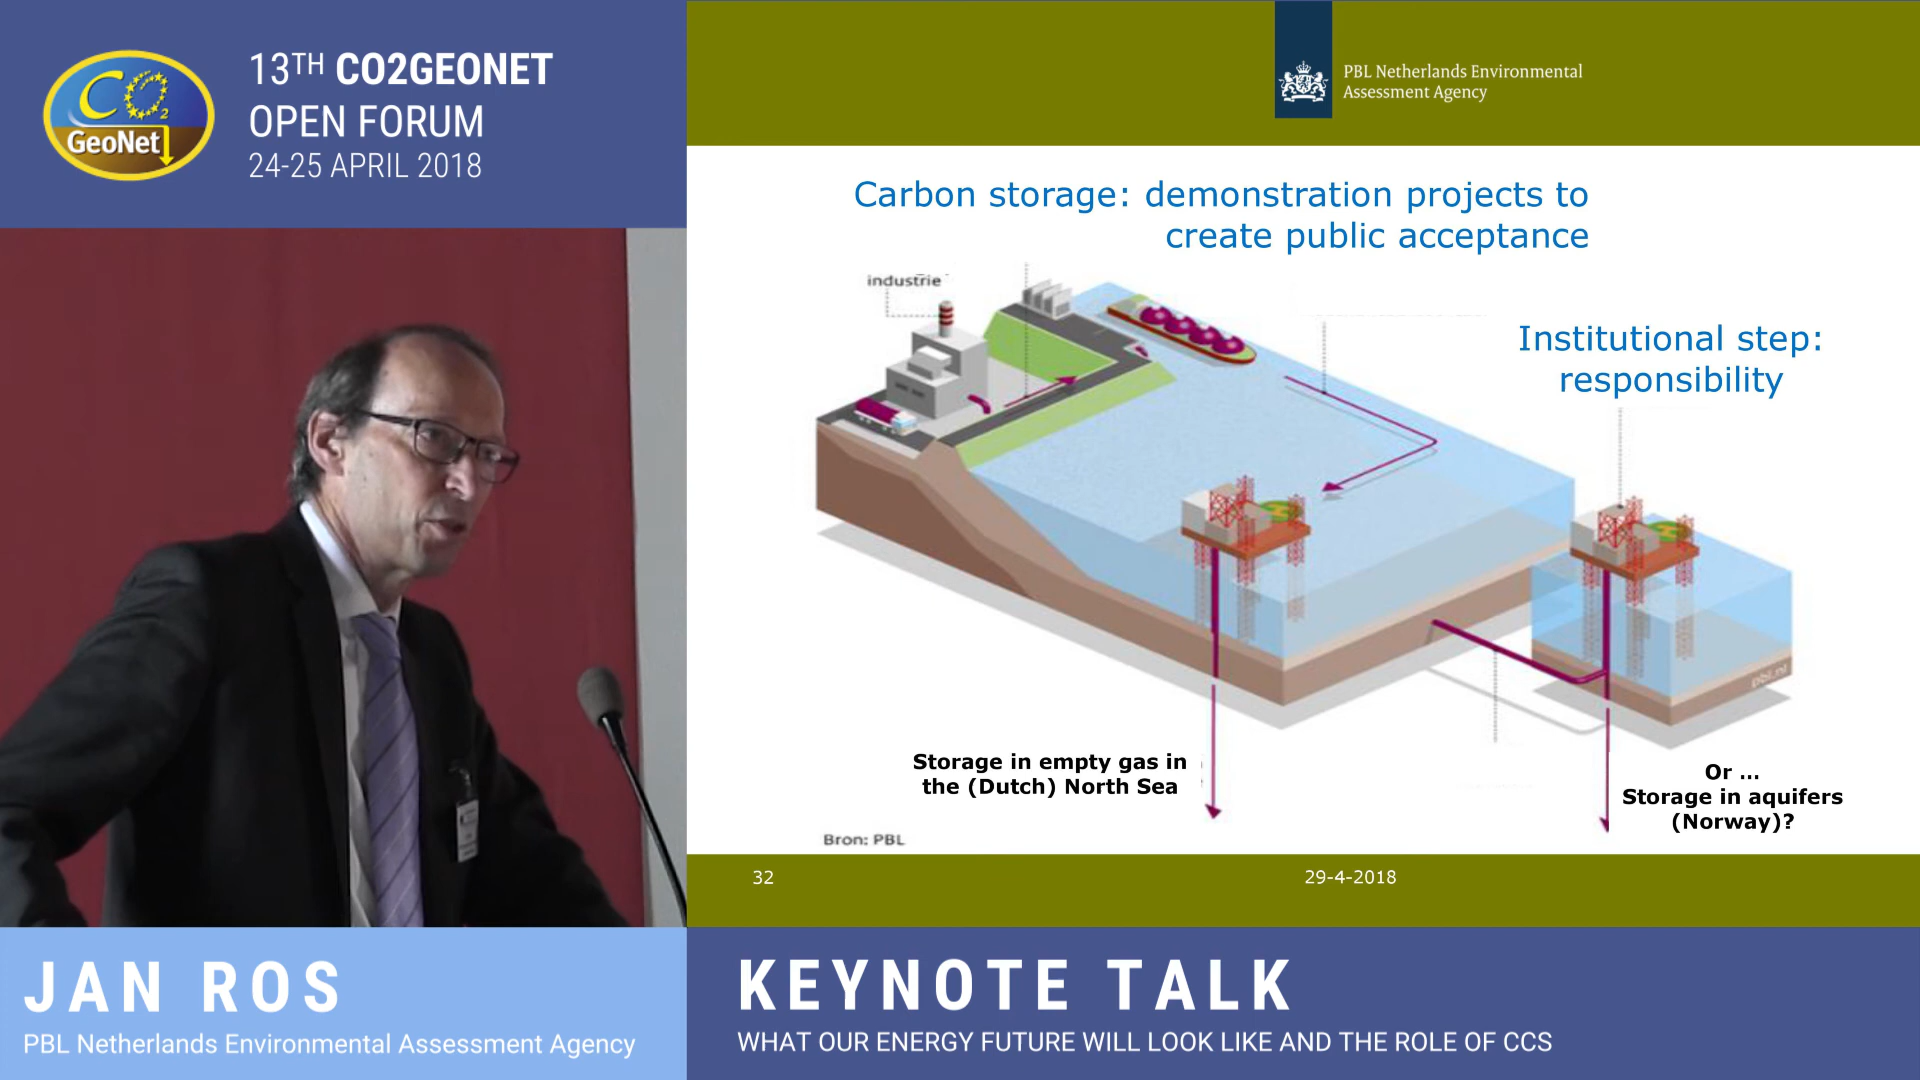 CO2
GeoNet
13TH CO2GEONET
OPEN FORUM
24-25 APRIL 2018
PBL Netherlands Environmental
Assessment Agency
Carbon storage: demonstration projects to
create public acceptance
industrie
Institutional step:
responsibility
pbl.nl
Storage in empty gas in
the (Dutch) North Sea
Or ...
Storage in aquifers
(Norway)?
Bron: PBL
32
29-4-2018
JAN ROS
PBL Netherlands Environmental Assessment Agency
KEYNOTE TALK
WHAT OUR ENERGY FUTURE WILL LOOK LIKE AND THE ROLE OF CCS